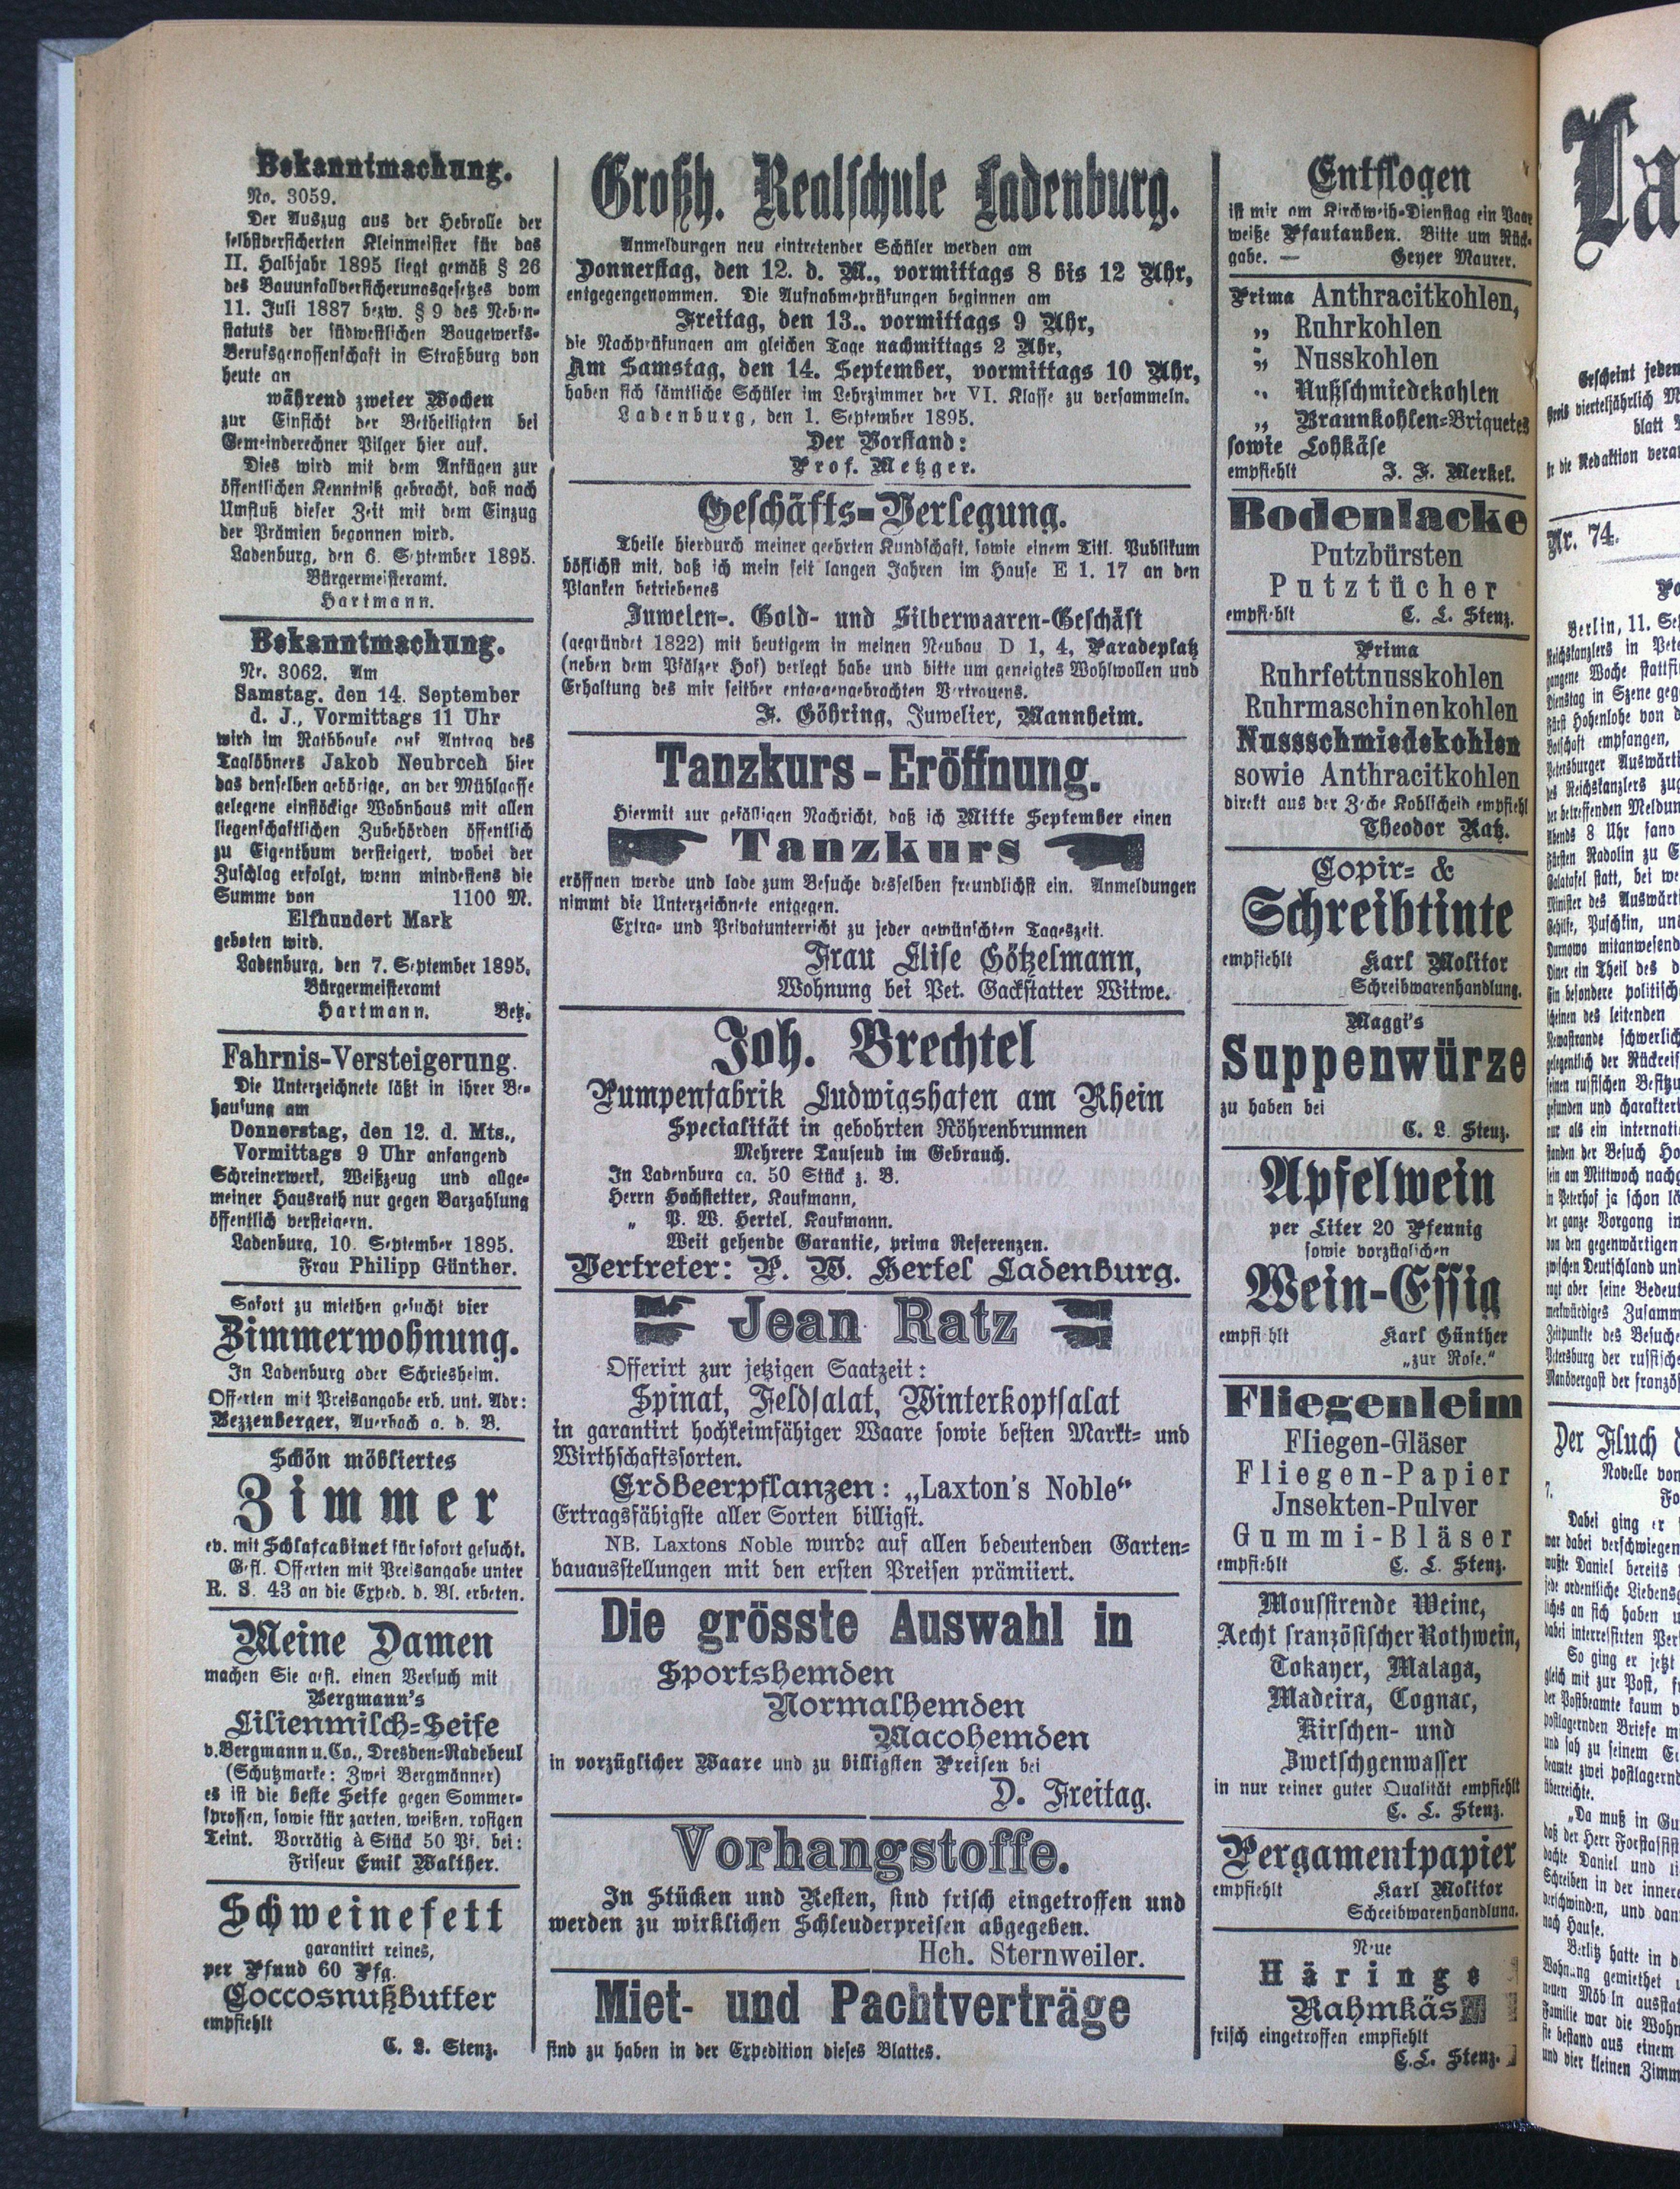 Bekanntmachung.
No. 3059.
Der Auszug aus der Hebrolle der
selbstversicherten Kleinmeister für das
II. Halbjahr 1895 liegt gemäß § 26
des Bauunfallversicherungsgesetzes vom
11. Juli 1887 bezw. § 9 des Neben-
statuts der südwestlichen Baugewerks-
Berufsgenossenschaft in Straßburg von
heute an
während zweier Wochen
zur Einsicht der Betheiligten bei
Gemeinderechner Pilger hier auf.
Dies wird mit dem Anfügen zur
öffentlichen Kenntniß gebracht, daß nach
Umfluß dieser Zeit mit dem Einzug
der Prämien begonnen wird.
Ladenburg, den 6. September 1895.
Bürgermeisteramt.
Hartmann.
Bekanntmachung.
Nr. 3062. Am
Samstag, den 14. September
d. J., Vormittags 11 Uhr
wird im Rathhause auf Antrag des
Taglöhners Jakob Neubrceh hier
das denselben gehörige, an der Mühlgasse
gelegene einstöckige Wohnhaus mit allen
liegenschaftlichen Zubehörden öffentlich
zu Eigenthum versteigert, wobei der
Zuschlag erfolgt, wenn mindestens die
Summe von 1100 M.
Elfhundert Mark
geboten wird.
Ladenburg, den 7. September 1895.
Bürgermeisteramt
Hartmann. Betz.
Fahrnis-Versteigerung.
Die Unterzeichnete läßt in ihrer Be-
hausung am
Donnerstag, den 12. d. Mts.,
Vormittags 9 Uhr anfangend
Schreinerwerk, Weißzeug und allge-
meiner Hausrath nur gegen Barzahlung
öffentlich versteigern.
Ladenburg, 10. September 1895.
Frau Philipp Günther.
Sofort zu miethen gesucht vier
Zimmerwohnung.
In Ladenburg oder Schriesheim.
Offerten mit Preisangabe erb. unt. Adr:
Bezzenberger, Auerbach a. d. B.
Schön möbliertes
Zimmer
ev. mit Schlafcabinet für sofort gesucht.
Gefl. Offerten mit Preisangabe unter
R. S. 43 an die Exped. d. Bl. erbeten.
Meine Damen
machen Sie gefl. einen Versuch mit
Bergmann's
Lilienmilch-Seife
v. Bergmann u. Co., Dresden-Radebeul
(Schutzmarke: Zwei Bergmänner)
es ist die beste Seife gegen Sommer-
sprossen, sowie für zarten, weißen, rosigen
Teint. Vorrätig à Stück 50 Pf. bei:
Friseur Emil Walther.
Schweinefett
garantirt reines,
per Pfund 60 Pfg.
Coccosnußbutter
empfiehlt
C. L. Stenz.
Großh. Realschule Ladenburg.
Anmeldungen neu eintretender Schüler werden am
Donnerstag, den 12. d. M., vormittags 8 bis 12 Uhr,
entgegengenommen. Die Aufnahmeprüfungen beginnen am
Freitag, den 13., vormittags 9 Uhr,
die Nachprüfungen am gleichen Tage nachmittags 2 Uhr,
Am Samstag, den 14. September, vormittags 10 Uhr,
haben sich sämtliche Schüler im Lehrzimmer der VI. Klasse zu versammeln.
Ladenburg, den 1. September 1895.
Der Vorstand:
Prof. Metzger.
Geschäfts-Verlegung.
Theile hierdurch meiner geehrten Kundschaft, sowie einem Titl. Publikum
höflichst mit, daß ich mein seit langen Jahren im Hause E 1. 17 an den
Planken betriebenes
Juwelen-, Gold- und Silberwaaren-Geschäft
(gegründet 1822) mit heutigem in meinen Neubau D 1, 4, Paradeplatz
(neben dem Pfälzer Hof) verlegt habe und bitte um geneigtes Wohlwollen und
Erhaltung des mir seither entgegengebrachten Vertrauens.
F. Göhring, Juwelier, Mannheim.
Tanzkurs-Eröffnung.
Hiermit zur gefälligen Nachricht, daß ich Mitte September einen
Tanzkurs
eröffnen werde und lade zum Besuche desselben freundlichst ein. Anmeldungen
nimmt die Unterzeichnete entgegen.
Extra- und Privatunterricht zu jeder gewünschten Tageszeit.
Frau Elise Götzelmann,
Wohnung bei Pet. Gackstatter Witwe.
Joh. Brechtel
Pumpenfabrik Ludwigshafen am Rhein
Specialität in gebohrten Röhrenbrunnen
Mehrere Tausend im Gebrauch.
In Ladenburg ca. 50 Stück z. B.
Herrn Hochstetter, Kaufmann,
„ P. W. Hertel, Kaufmann.
Weit gehende Garantie, prima Referenzen.
Vertreter: P. W. Hertel Ladenburg.
Jean Ratz
Offerirt zur jetzigen Saatzeit:
Spinat, Feldsalat, Winterkopfsalat
in garantirt hochkeimfähiger Waare sowie besten Markt- und
Wirthschaftssorten.
Erdbeerpflanzen: „Laxton's Noble“
Ertragsfähigste aller Sorten billigst.
NB. Laxtons Noble wurde auf allen bedeutenden Garten-
bauausstellungen mit den ersten Preisen prämiiert.
Die grösste Auswahl in
Sportshemden
Normalhemden
Macohemden
in vorzüglicher Waare und zu billigsten Preisen bei
D. Freitag.
Vorhangstoffe.
In Stücken und Resten, sind frisch eingetroffen und
werden zu wirklichen Schleuderpreisen abgegeben.
Hch. Sternweiler.
Miet- und Pachtverträge
sind zu haben in der Expedition dieses Blattes.
Entflogen
ist mir am Kirchweih-Dienstag ein Paar
weiße Pfautauben. Bitte um Rück-
gabe. — Geyer Maurer.
Prima Anthracitkohlen,
„ Ruhrkohlen
„ Nusskohlen
„ Nußschmiedekohlen
„ Braunkohlen-Briquetes
sowie Lohkäse
empfiehlt J. F. Merkel.
Bodenlacke
Putzbürsten
Putztücher
empfiehlt C. L. Stenz.
Prima
Ruhrfettnusskohlen
Ruhrmaschinenkohlen
Nussschmiedekohlen
sowie Anthracitkohlen
direkt aus der Zeche Kohlscheid empfiehl
Theodor Ratz.
Copir- &
Schreibtinte
empfiehlt Karl Molitor
Schreibwarenhandlung.
Maggi's
Suppenwürze
zu haben bei
C. L. Stenz.
Apfelwein
per Liter 20 Pfennig
sowie vorzüglichen
Wein-Essig
empfiehlt Karl Günther
„zur Rose.“
Fliegenleim
Fliegen-Gläser
Fliegen-Papier
Jnsekten-Pulver
Gummi-Bläser
empfiehlt C. L. Stenz.
Moussirende Weine,
Aecht französischer Rothwein,
Tokayer, Malaga,
Madeira, Cognac,
Kirschen- und
Zwetschgenwasser
in nur reiner guter Qualität empfiehlt
C. L. Stenz.
Pergamentpapier
empfiehlt Karl Molitor
Schreibwarenhandlung.
Neue
Häringe
Rahmkäs
frisch eingetroffen empfiehlt
C. L. Stenz.
La
Erscheint jeden
vierteljährlich
blatt
die Redaktion
Nr. 74.
Berlin, 11.
Der Fluch
Novelle von
7.
Dabei ging er